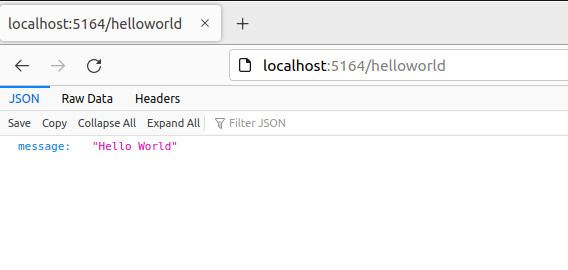 localhost:5164/helloworld
localhost:5164/helloworld
JSON Raw Data Headers
Save Copy Collapse All Expand All Filter JSON
message: "Hello World"